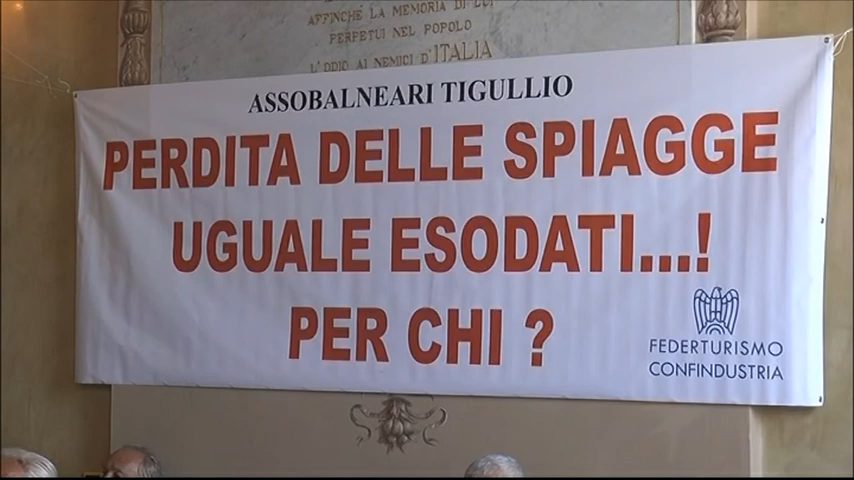 AFFINCHÈ LA MEMORIA DI LUI
PERPETUI NEL POPOLO
L'ODIO AI NEMICI D'ITALIA
ASSOBALNEARI TIGULLIO
PERDITA DELLE SPIAGGE
UGUALE ESODATI...!
PER CHI ?
FEDERTURISMO
CONFINDUSTRIA